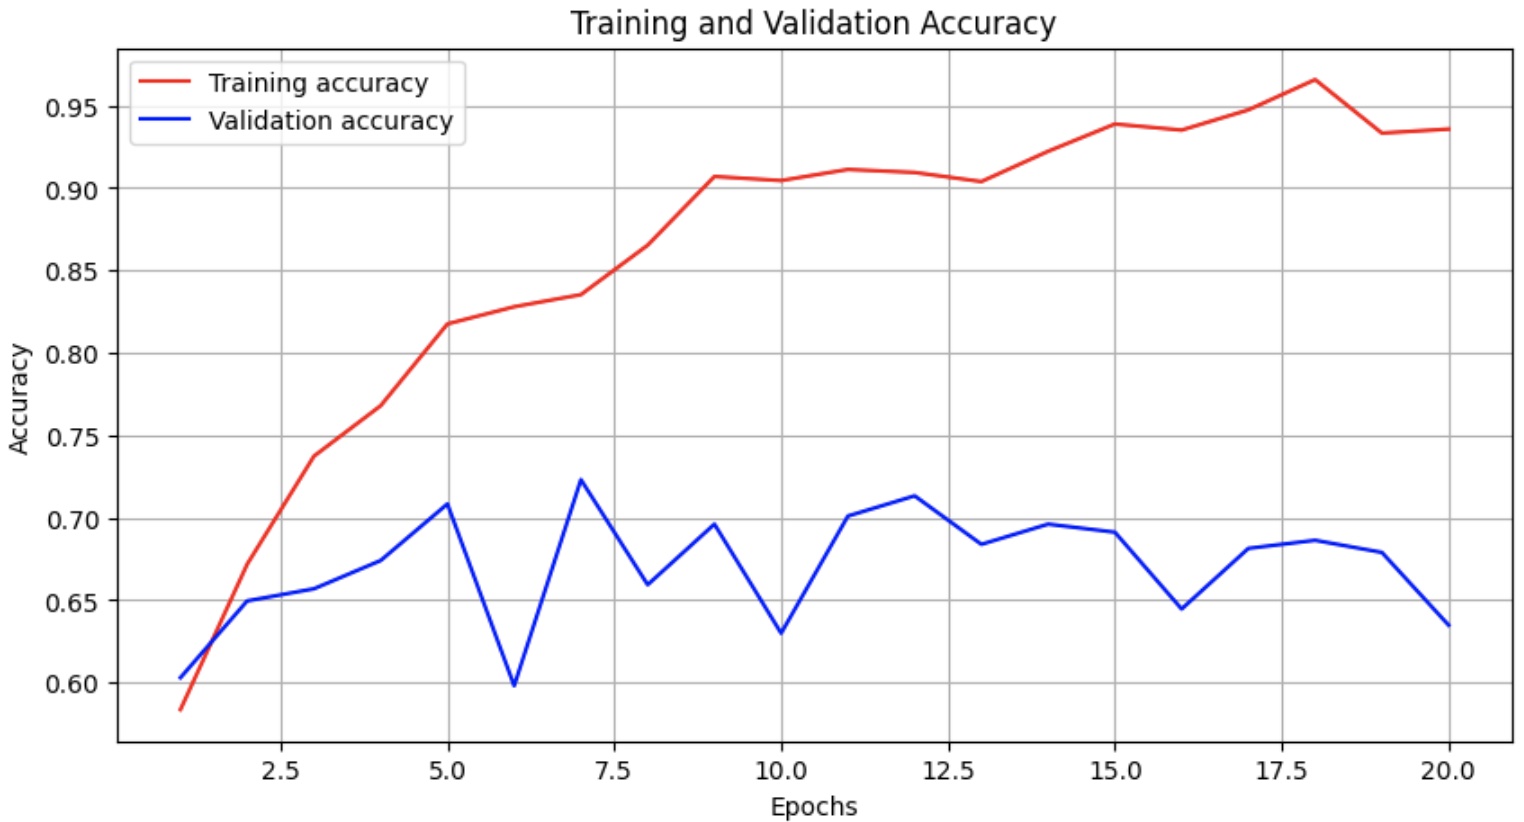 Training and Validation Accuracy
Training accuracy
Validation accuracy
Accuracy
0.95
0.90
0.85
0.80
0.75
0.70
0.65
0.60
2.5 5.0 7.5 10.0 12.5 15.0 17.5 20.0
Epochs